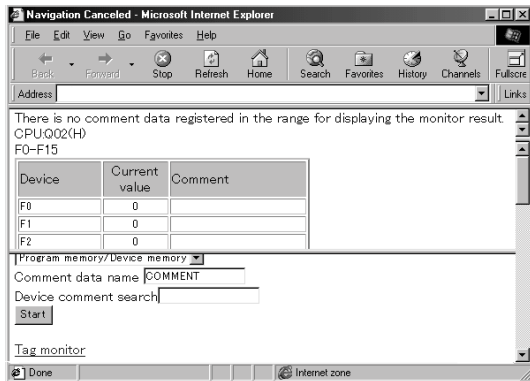 Navigation Canceled - Microsoft Internet Explorer
File Edit View Go Favorites Help
Back Forward Stop Refresh Home Search Favorites History Channels Fullscre
Address Links
There is no comment data registered in the range for displaying the monitor result.
CPU:Q02(H)
F0-F15
Device Current value Comment
F0 0
F1 0
F2 0
Program memory/Device memory
Comment data name COMMENT
Device comment search
Start
Tag monitor
Done Internet zone